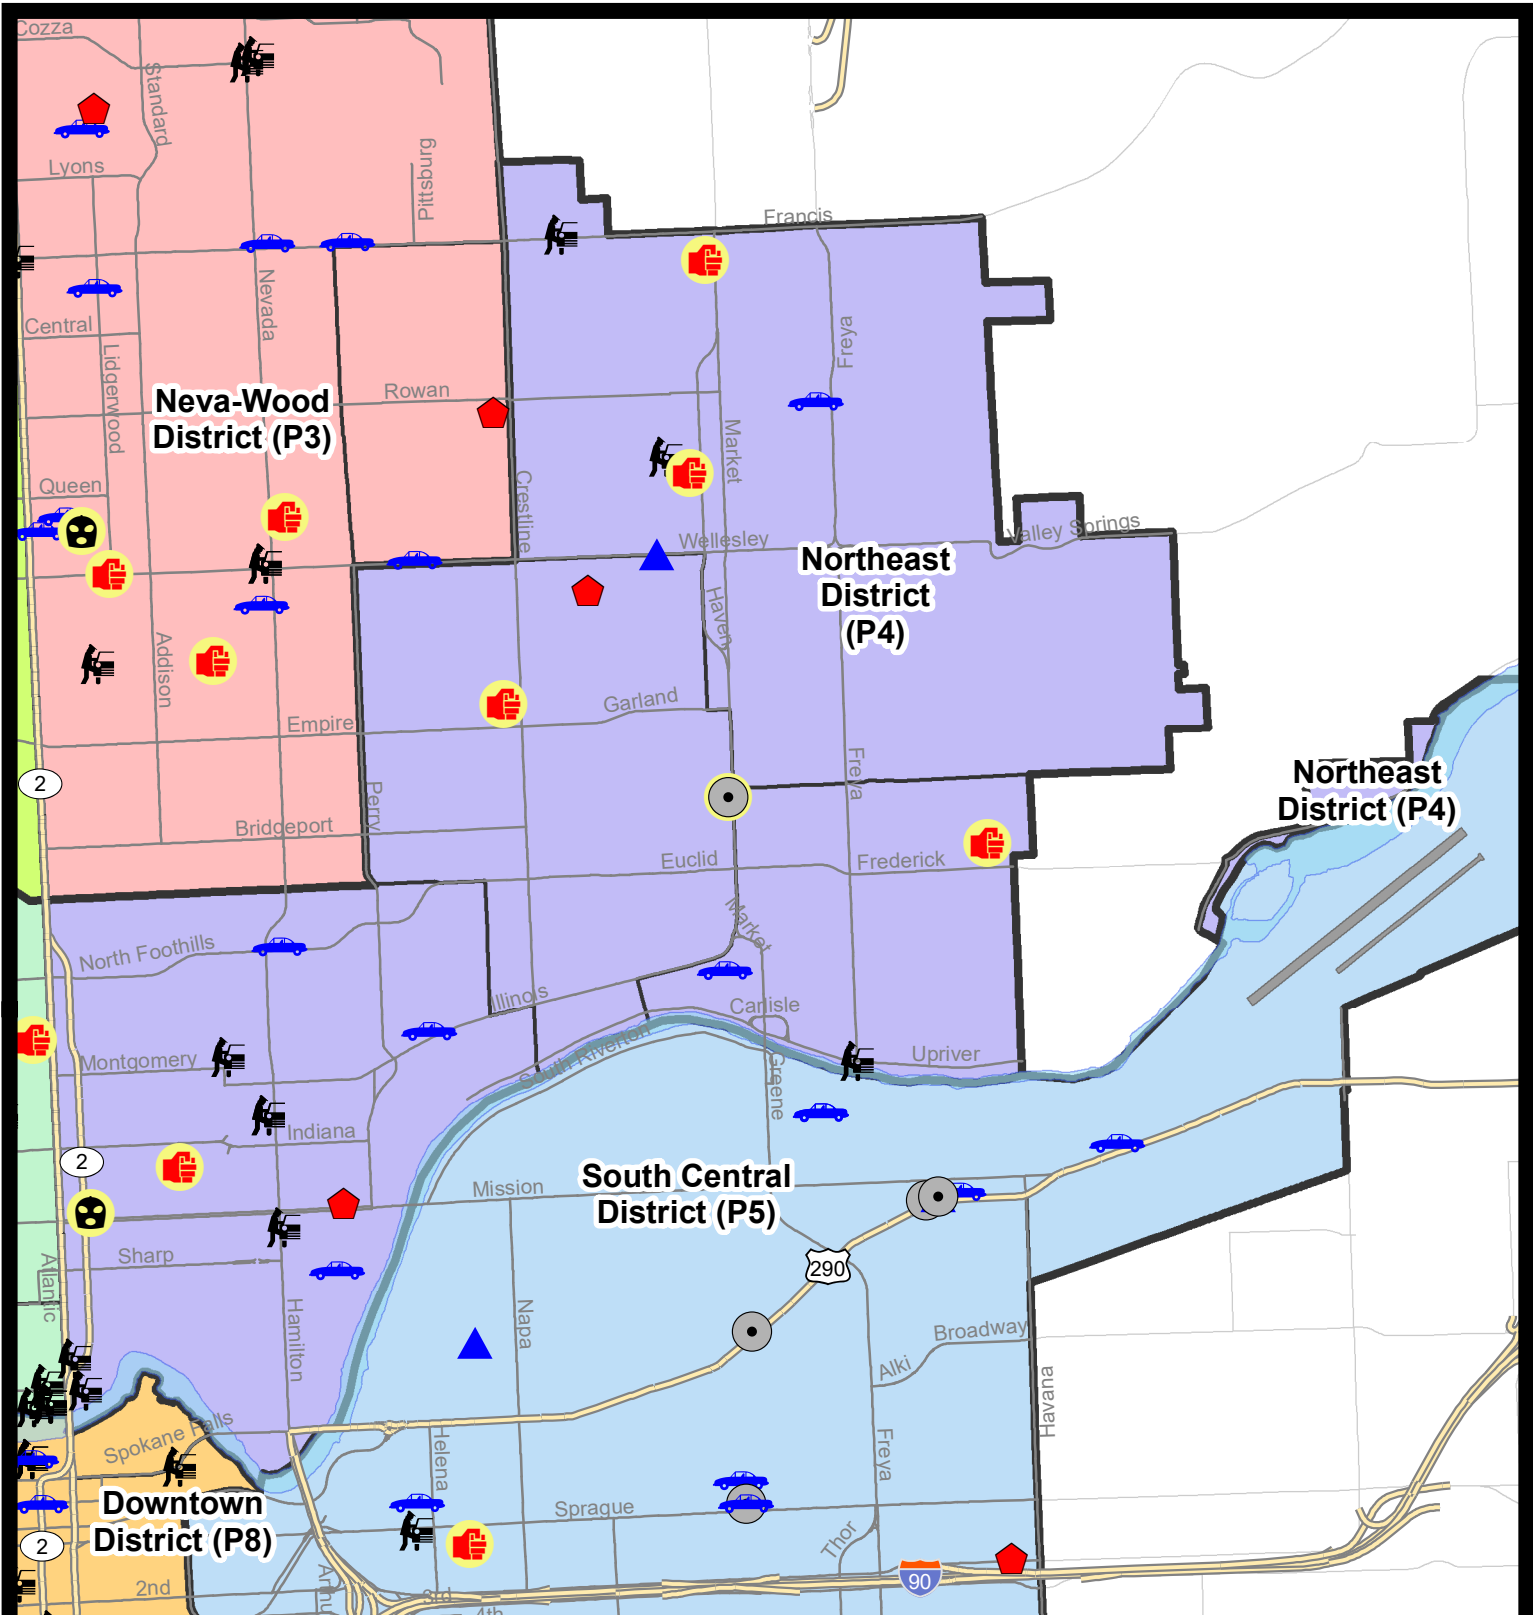 Cozza
Standard
Lyons
Pittsburg
Francis
Nevada
Central
Lidgerwood
Freya
Rowan
Neva-Wood
District (P3)
Market
Queen
Crestline
Wellesley
Valley Springs
Northeast
District
(P4)
Haven
Addison
Garland
Empire
Freya
2
Northeast
District (P4)
Perry
Bridgeport
Euclid
Frederick
Market
North Foothills
Illinois
Carlisle
South Riverton
Upriver
Montgomery
Greene
Indiana
2
South Central
District (P5)
Mission
Sharp
Atlantic
290
Hamilton
Napa
Broadway
Alki
Havana
Spokane Falls
Helena
Freya
Downtown
District (P8)
Sprague
Thor
2
90
2nd
3rd
4th